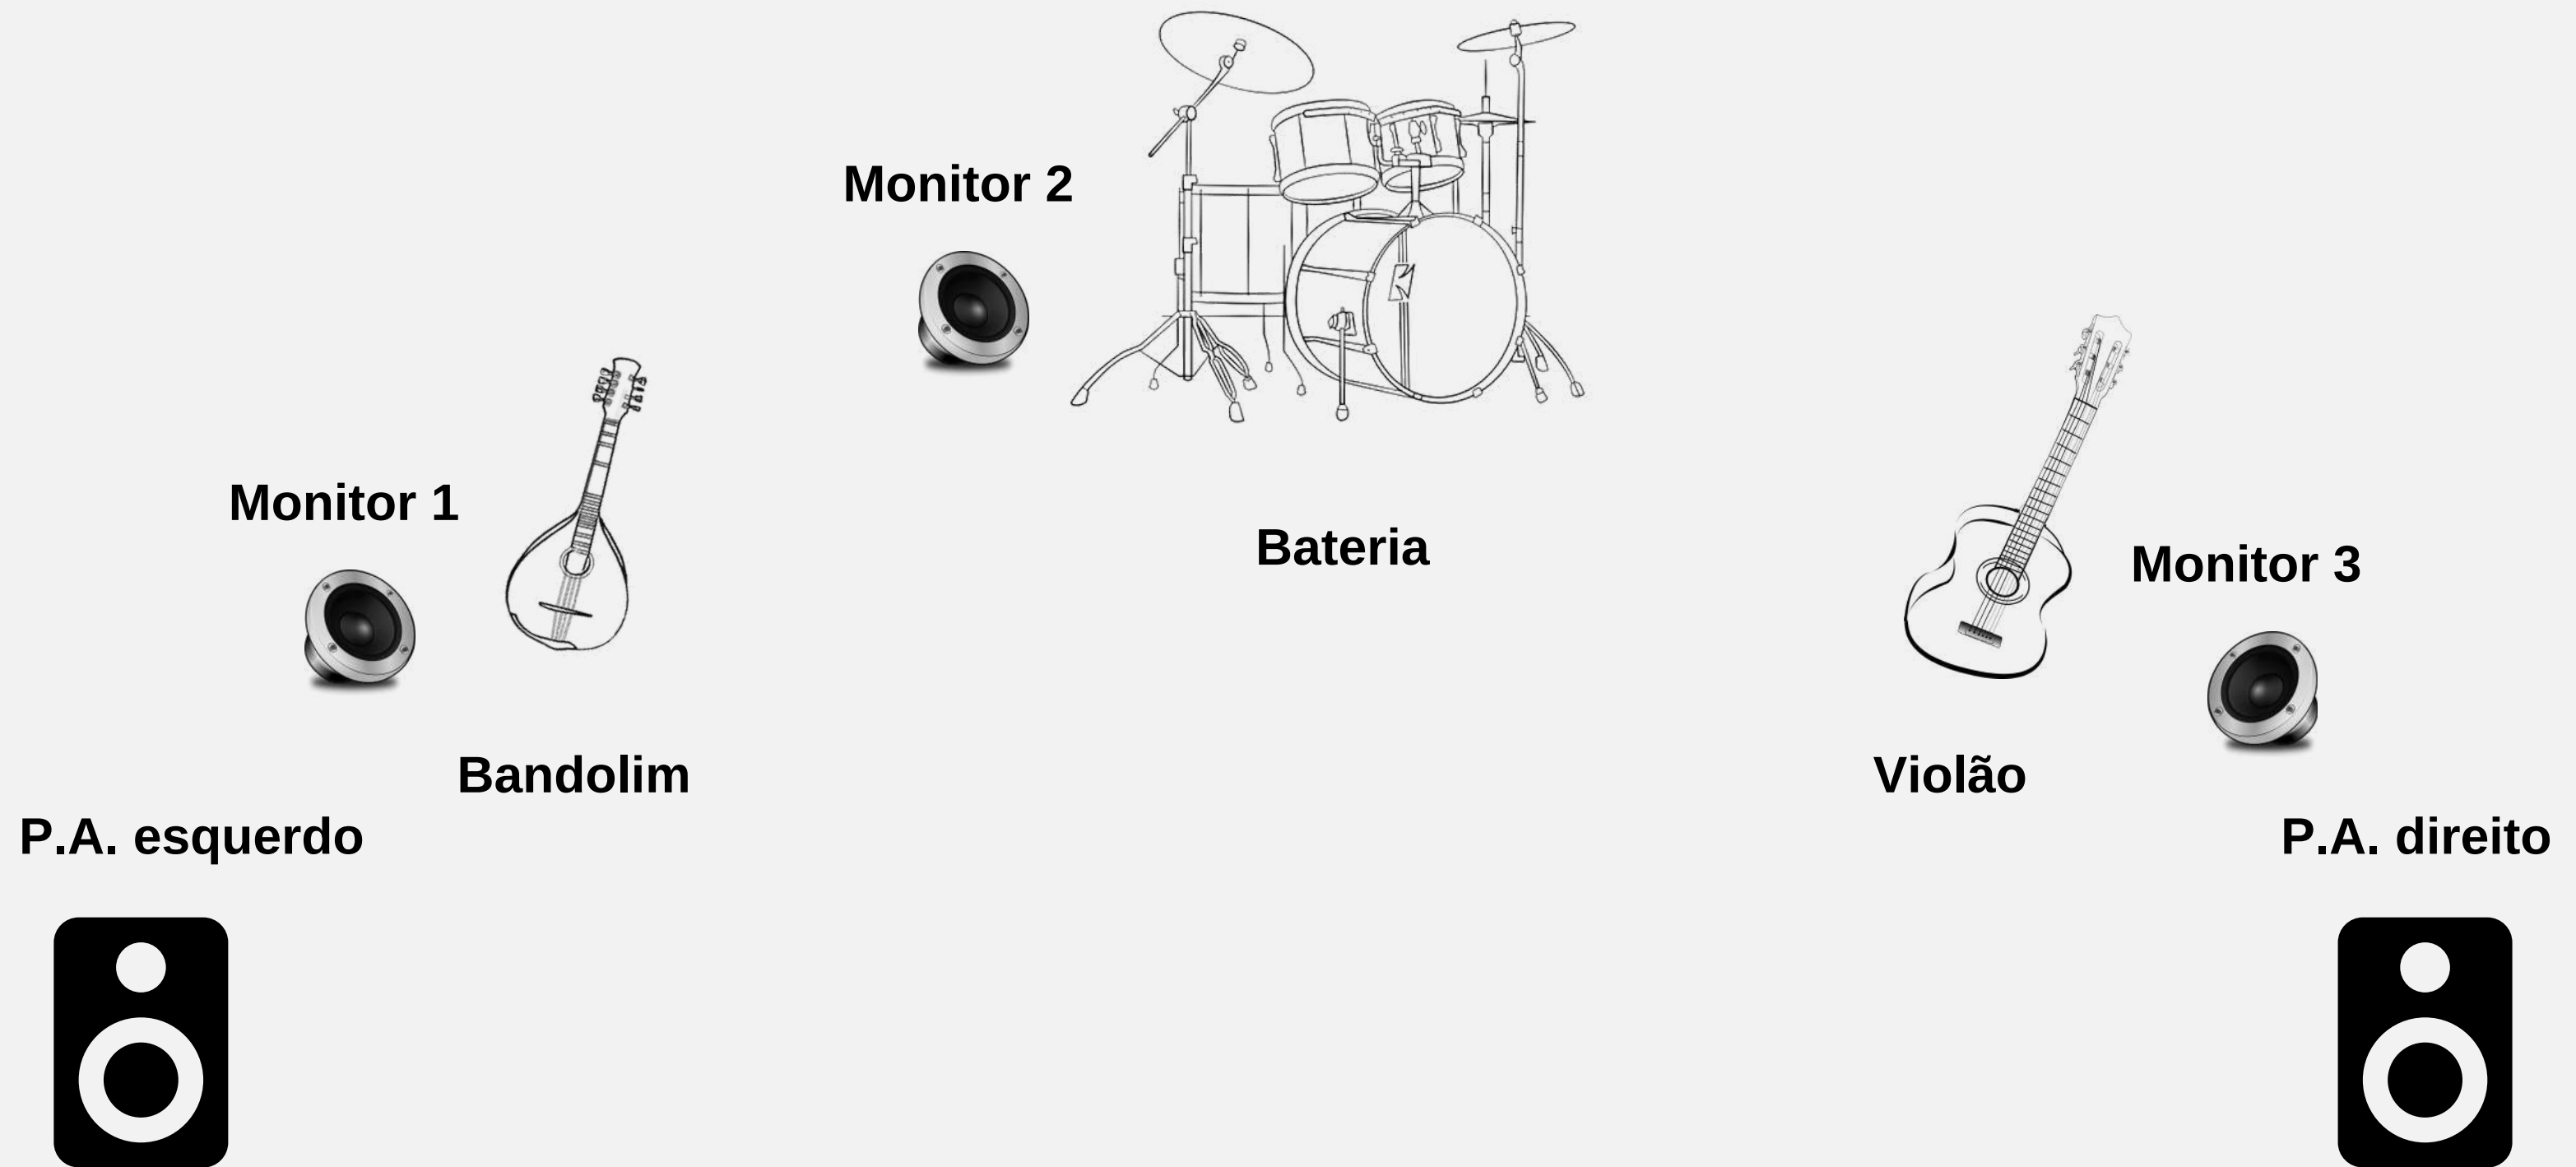 Monitor 2
Monitor 1
Bateria
Monitor 3
Bandolim
Violão
P.A. esquerdo
P.A. direito